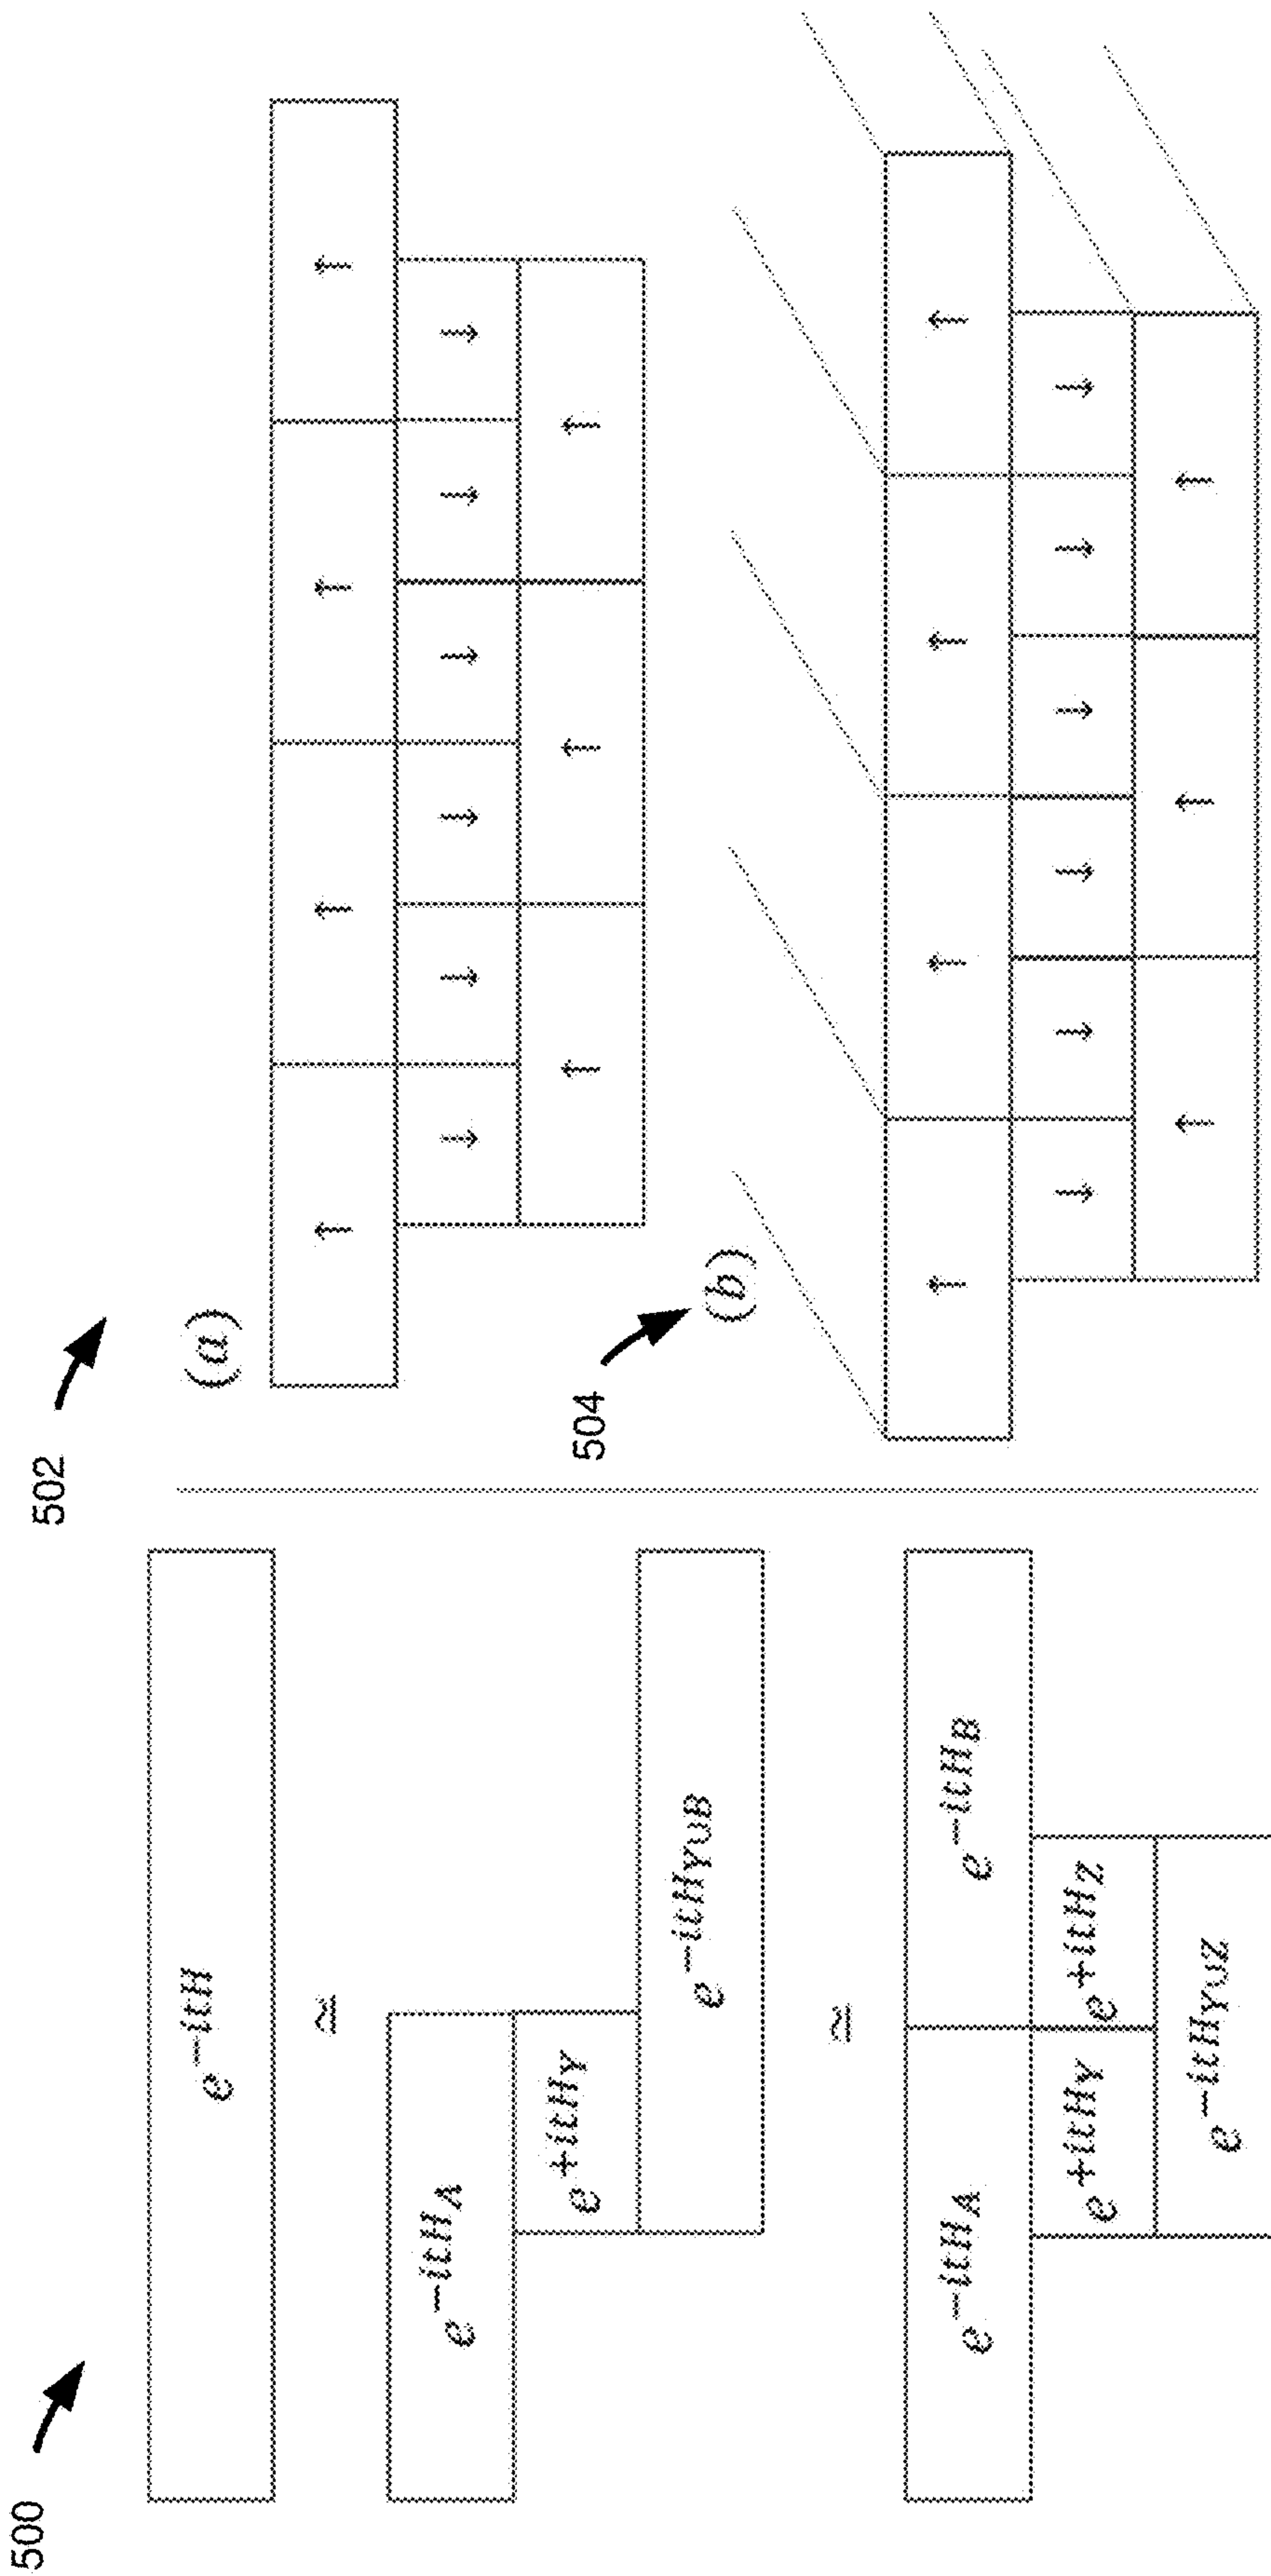 500
e^{-itH}
≃
e^{-itH_A}
e^{+itH_Y}
e^{-itH_{Y∪B}}
≃
e^{-itH_A} e^{-itH_B}
e^{+itH_Y} e^{+itH_Z}
e^{-itH_{Y∪Z}}
502
(a)
↑ ↑ ↑ ↑
↓ ↓ ↓ ↓ ↓ ↓
↑ ↑ ↑
504
(b)
↑ ↑ ↑ ↑
↓ ↓ ↓ ↓ ↓ ↓
↑ ↑ ↑